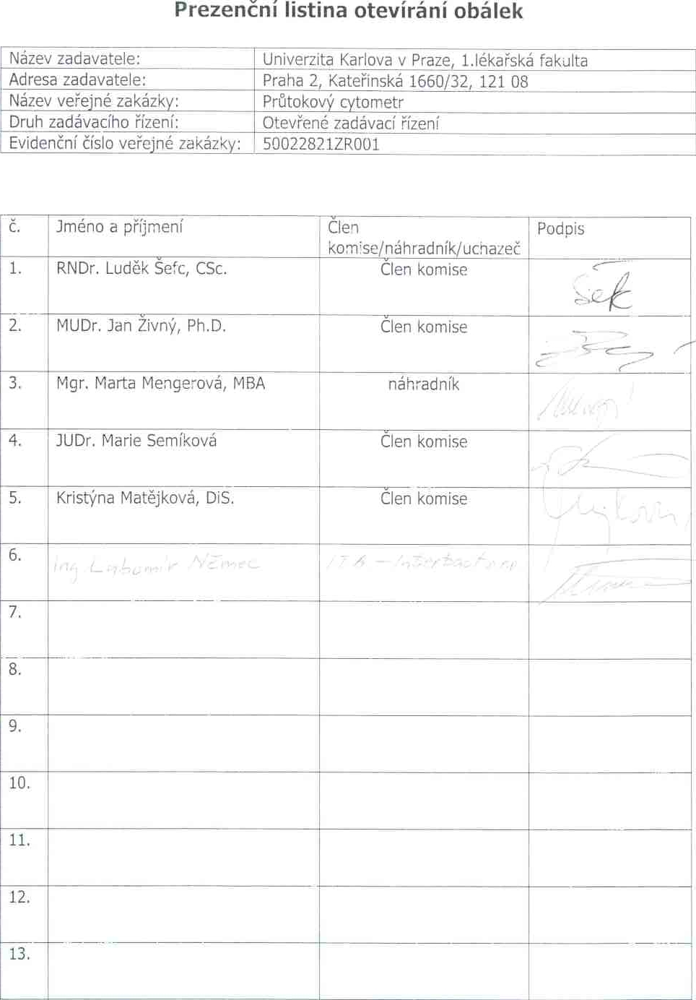 Prezenční listina otevírání obálek
Název zadavatele: Univerzita Karlova v Praze, 1.lékařská fakulta
Adresa zadavatele: Praha 2, Kateřinská 1660/32, 121 08
Název veřejné zakázky: Průtokový cytometr
Druh zadávacího řízení: Otevřené zadávací řízení
Evidenční číslo veřejné zakázky: 50022821ZR001
č. Jméno a příjmení Člen Podpis
komise/náhradník/uchazeč
1. RNDr. Luděk Šefc, CSc. Člen komise Šefc
2. MUDr. Jan Živný, Ph.D. Člen komise
3. Mgr. Marta Mengerová, MBA náhradník
4. JUDr. Marie Semíková Člen komise
5. Kristýna Matějková, DiS. Člen komise
6. Ing Lubomír Němec
7.
8.
9.
10.
11.
12.
13.